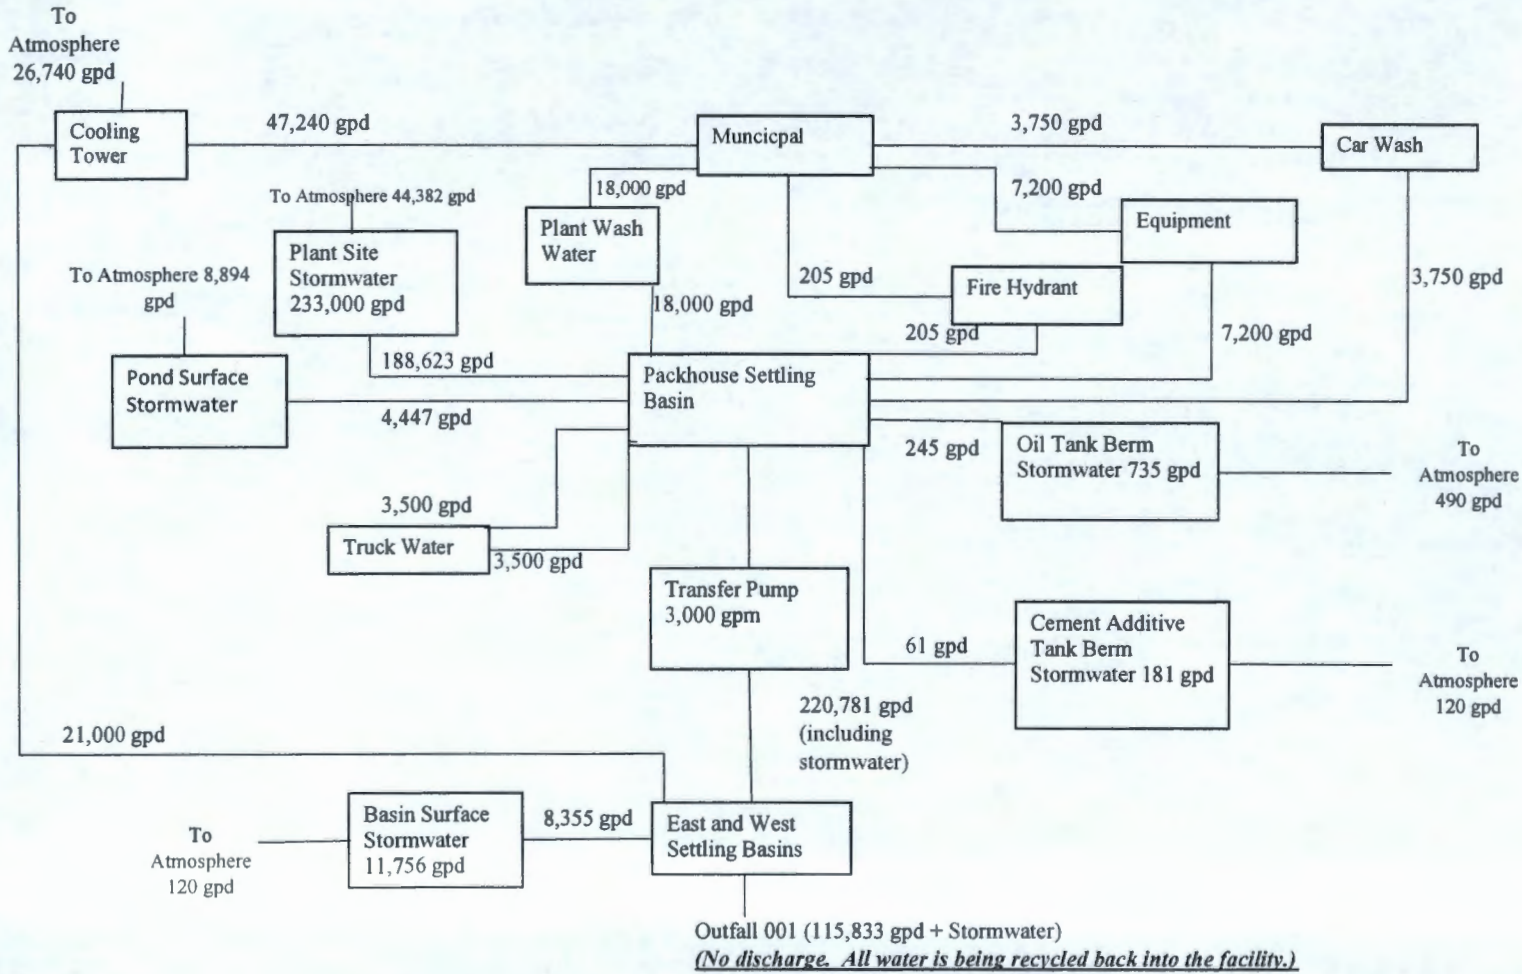 To
Atmosphere
26,740 gpd
Cooling
Tower
47,240 gpd
Muncicpal
3,750 gpd
Car Wash
To Atmosphere 44,382 gpd
18,000 gpd
7,200 gpd
Plant Site
Stormwater
233,000 gpd
Plant Wash
Water
Equipment
To Atmosphere 8,894
gpd
205 gpd
Fire Hydrant
3,750 gpd
18,000 gpd
205 gpd
7,200 gpd
188,623 gpd
Pond Surface
Stormwater
Packhouse Settling
Basin
4,447 gpd
245 gpd
Oil Tank Berm
Stormwater 735 gpd
To
Atmosphere
490 gpd
3,500 gpd
Truck Water
3,500 gpd
Transfer Pump
3,000 gpm
61 gpd
Cement Additive
Tank Berm
Stormwater 181 gpd
To
Atmosphere
120 gpd
220,781 gpd
(including
stormwater)
21,000 gpd
Basin Surface
Stormwater
11,756 gpd
8,355 gpd
East and West
Settling Basins
To
Atmosphere
120 gpd
Outfall 001 (115,833 gpd + Stormwater)
(No discharge. All water is being recycled back into the facility.)